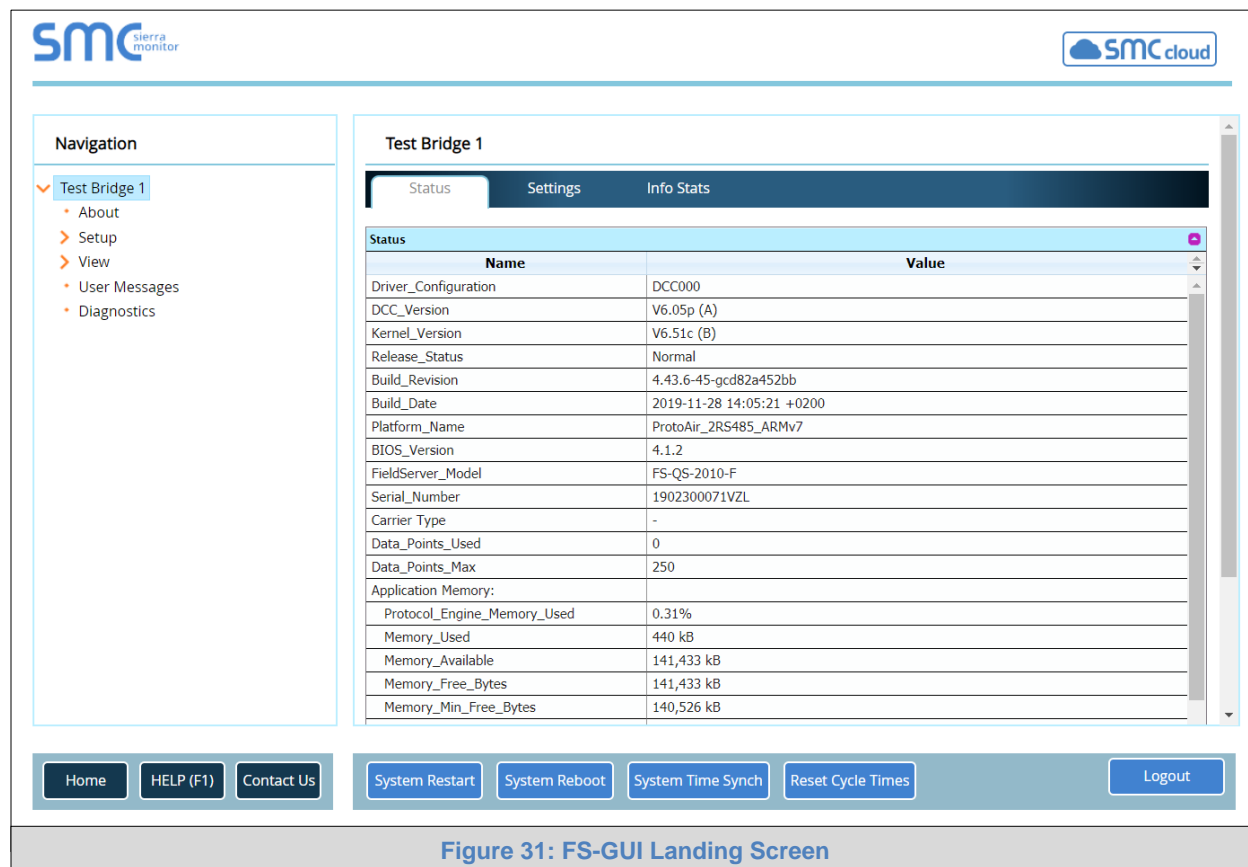 SMC sierra monitor
SMC cloud
Navigation
Test Bridge 1
About
Setup
View
User Messages
Diagnostics
Test Bridge 1
Status Settings Info Stats
Status
Name Value
Driver_Configuration DCC000
DCC_Version V6.05p (A)
Kernel_Version V6.51c (B)
Release_Status Normal
Build_Revision 4.43.6-45-gcd82a452bb
Build_Date 2019-11-28 14:05:21 +0200
Platform_Name ProtoAir_2RS485_ARMv7
BIOS_Version 4.1.2
FieldServer_Model FS-QS-2010-F
Serial_Number 1902300071VZL
Carrier Type -
Data_Points_Used 0
Data_Points_Max 250
Application Memory:
Protocol_Engine_Memory_Used 0.31%
Memory_Used 440 kB
Memory_Available 141,433 kB
Memory_Free_Bytes 141,433 kB
Memory_Min_Free_Bytes 140,526 kB
Home HELP (F1) Contact Us System Restart System Reboot System Time Synch Reset Cycle Times Logout
Figure 31: FS-GUI Landing Screen